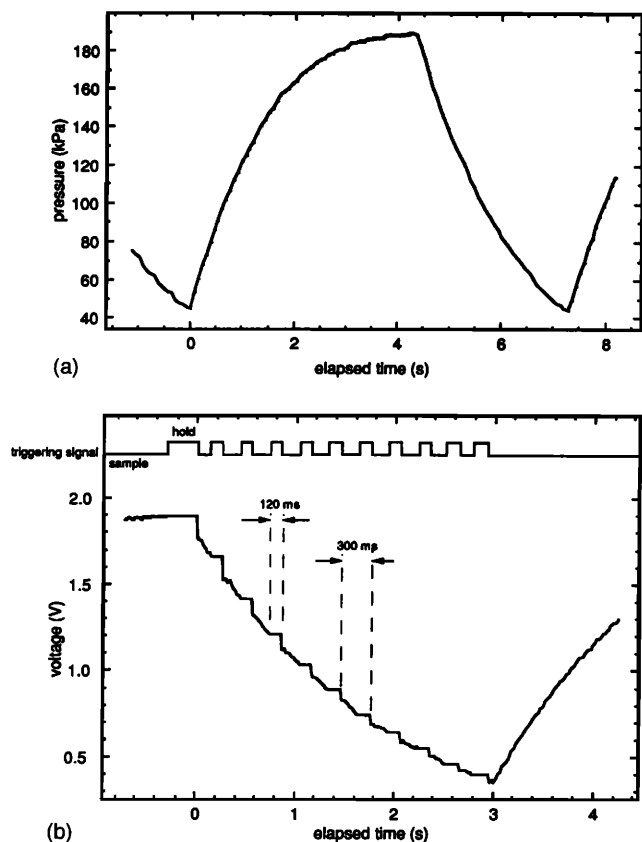 180
160
140
120
100
80
60
40
pressure (kPa)
0 2 4 6 8
elapsed time (s)
(a)
hold
triggering signal
sample
120 ms
300 ms
2.0
1.5
1.0
0.5
voltage (V)
0 1 2 3 4
elapsed time (s)
(b)